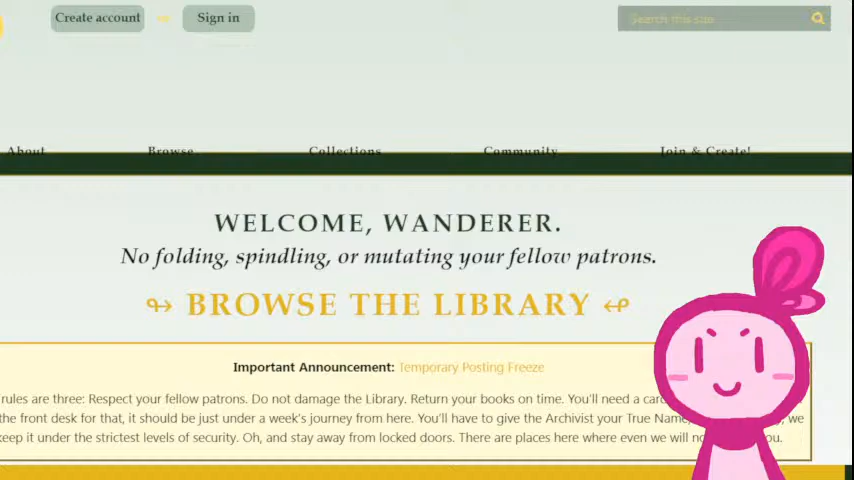 Create account
Sign in
Search this site
About
Browse
Collections
Community
Join & Create!
WELCOME, WANDERER.
No folding, spindling, or mutating your fellow patrons.
↬ BROWSE THE LIBRARY ↫
Important Announcement: Temporary Posting Freeze
rules are three: Respect your fellow patrons. Do not damage the Library. Return your books on time. You'll need a
the front desk for that, it should be just under a week's journey from here. You'll have to give the Archivist your True Name, we
keep it under the strictest levels of security. Oh, and stay away from locked doors. There are places here where even we will